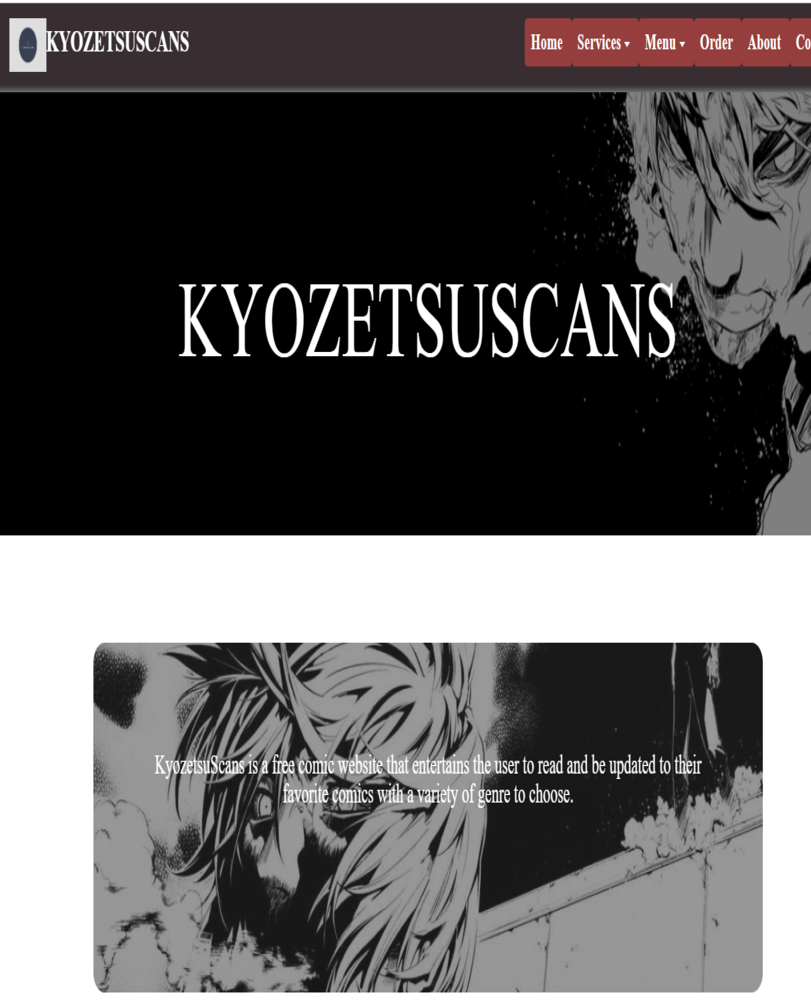 KYOZETSUSCANS
Home Services ▾ Menu ▾ Order About Co
KYOZETSUSCANS
KyozetsuScans is a free comic website that entertains the user to read and be updated to their
favorite comics with a variety of genre to choose.